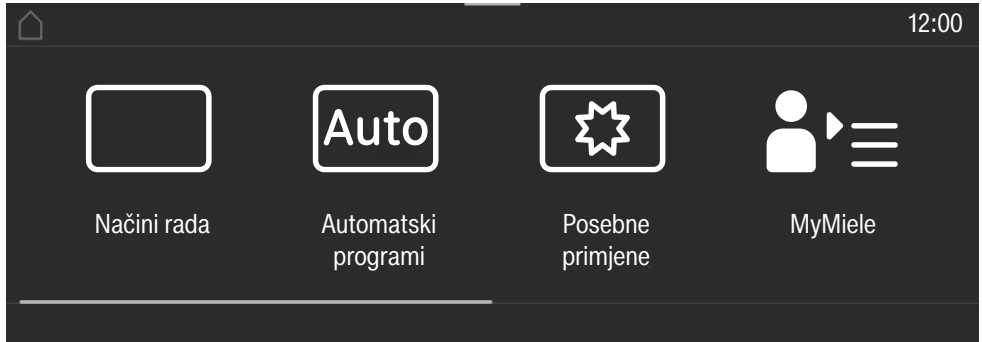 12:00
Auto
Načini rada
Automatski
programi
Posebne
primjene
MyMiele